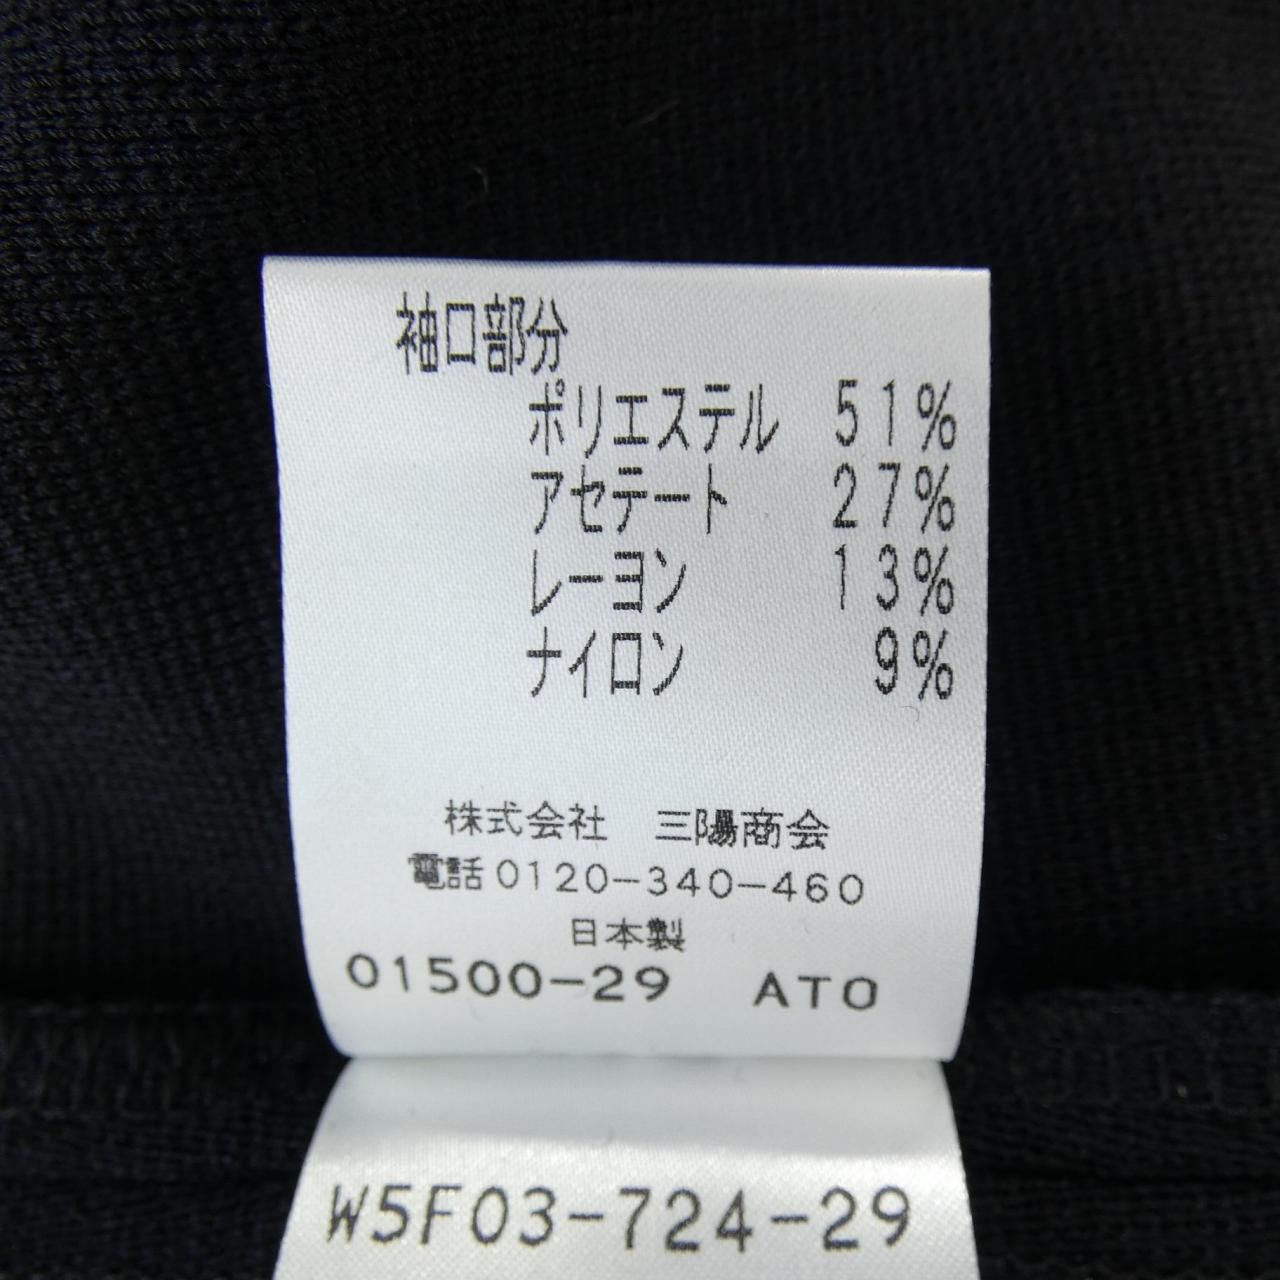 袖口部分
ポリエステル 51%
アセテート 27%
レーヨン 13%
ナイロン 9%
株式会社 三陽商会
電話0120-340-460
日本製
01500-29 ATO
W5F03-724-29